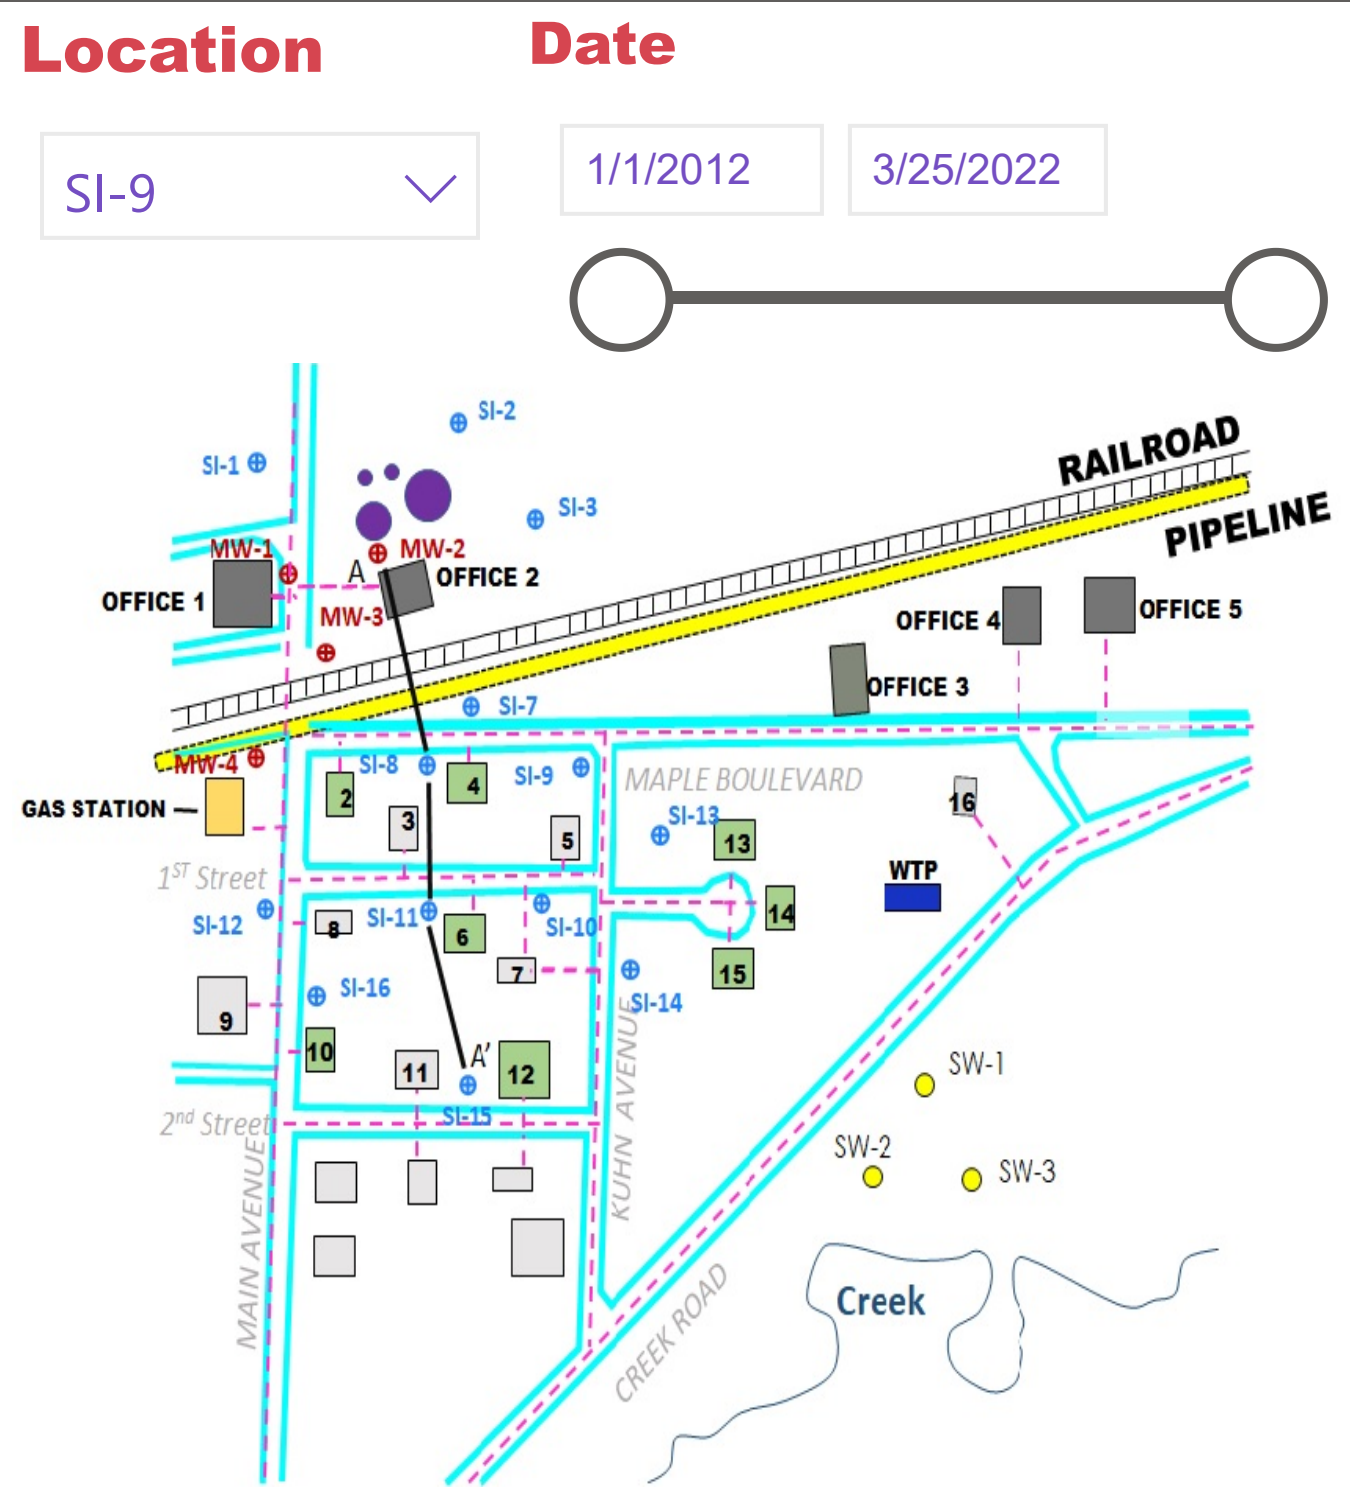 Location
Date
SI-9
1/1/2012
3/25/2022
SI-2
SI-1
SI-3
RAILROAD
PIPELINE
MW-1
MW-2
A
OFFICE 2
OFFICE 1
MW-3
OFFICE 4
OFFICE 5
OFFICE 3
SI-7
MW-4
SI-8
SI-9
MAPLE BOULEVARD
GAS STATION
2
4
3
5
SI-13
13
16
1ST Street
WTP
SI-12
8
SI-11
6
SI-10
14
7
15
SI-16
SI-14
9
10
11
A’
12
SI-15
SW-1
2nd Street
SW-2
SW-3
KUHN AVENUE
MAIN AVENUE
Creek
CREEK ROAD